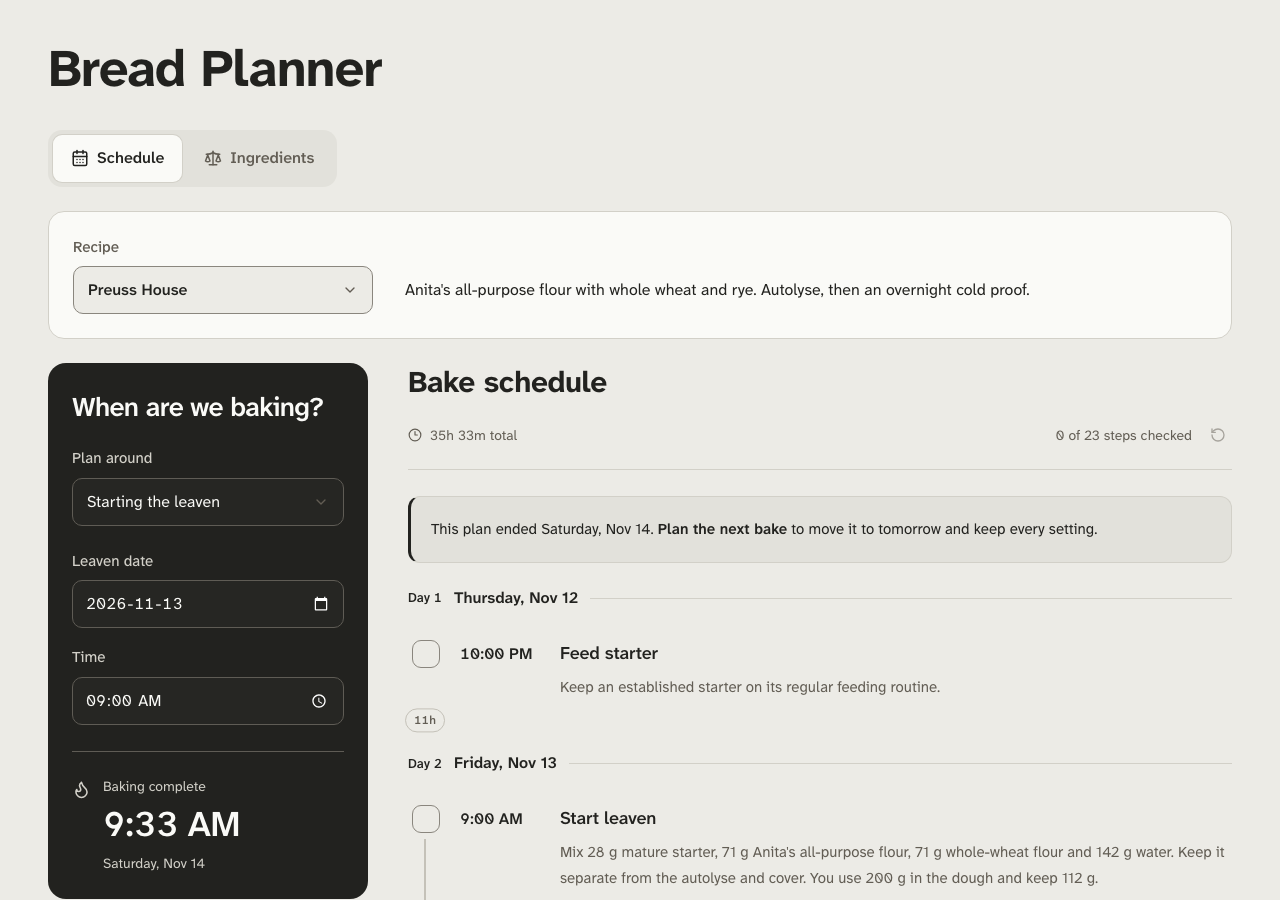 Bread Planner
Schedule
Ingredients
Recipe
Preuss House
Anita's all-purpose flour with whole wheat and rye. Autolyse, then an overnight cold proof.
When are we baking?
Plan around
Starting the leaven
Leaven date
2026-11-13
Time
09:00 AM
Baking complete
9:33 AM
Saturday, Nov 14
Bake schedule
35h 33m total
0 of 23 steps checked
This plan ended Saturday, Nov 14. Plan the next bake to move it to tomorrow and keep every setting.
Day 1 Thursday, Nov 12
10:00 PM Feed starter
Keep an established starter on its regular feeding routine.
11h
Day 2 Friday, Nov 13
9:00 AM Start leaven
Mix 28 g mature starter, 71 g Anita's all-purpose flour, 71 g whole-wheat flour and 142 g water. Keep it
separate from the autolyse and cover. You use 200 g in the dough and keep 112 g.